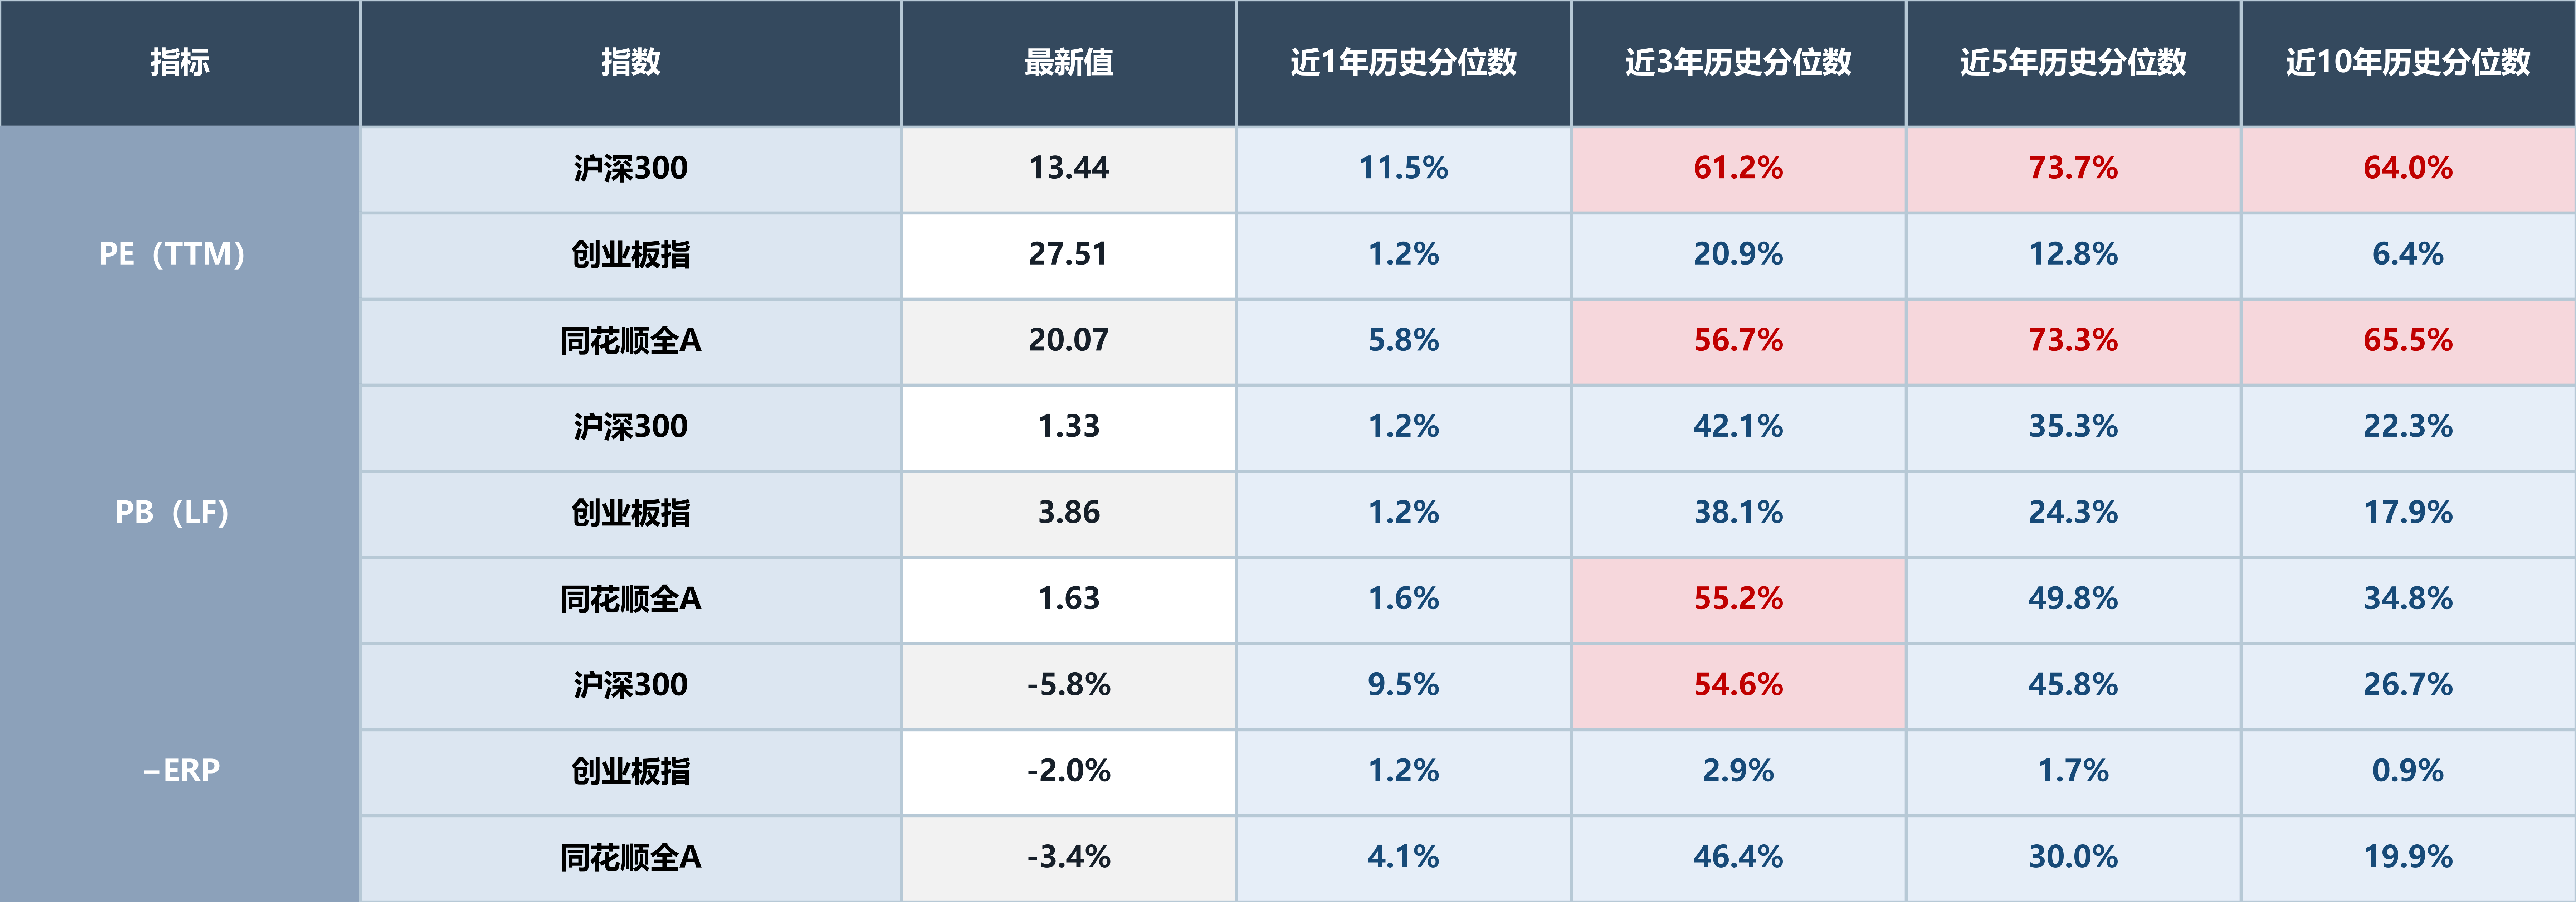 指标 指数 最新值 近1年历史分位数 近3年历史分位数 近5年历史分位数 近10年历史分位数
沪深300 13.44 11.5% 61.2% 73.7% 64.0%
PE（TTM） 创业板指 27.51 1.2% 20.9% 12.8% 6.4%
同花顺全A 20.07 5.8% 56.7% 73.3% 65.5%
沪深300 1.33 1.2% 42.1% 35.3% 22.3%
PB（LF） 创业板指 3.86 1.2% 38.1% 24.3% 17.9%
同花顺全A 1.63 1.6% 55.2% 49.8% 34.8%
沪深300 -5.8% 9.5% 54.6% 45.8% 26.7%
–ERP 创业板指 -2.0% 1.2% 2.9% 1.7% 0.9%
同花顺全A -3.4% 4.1% 46.4% 30.0% 19.9%